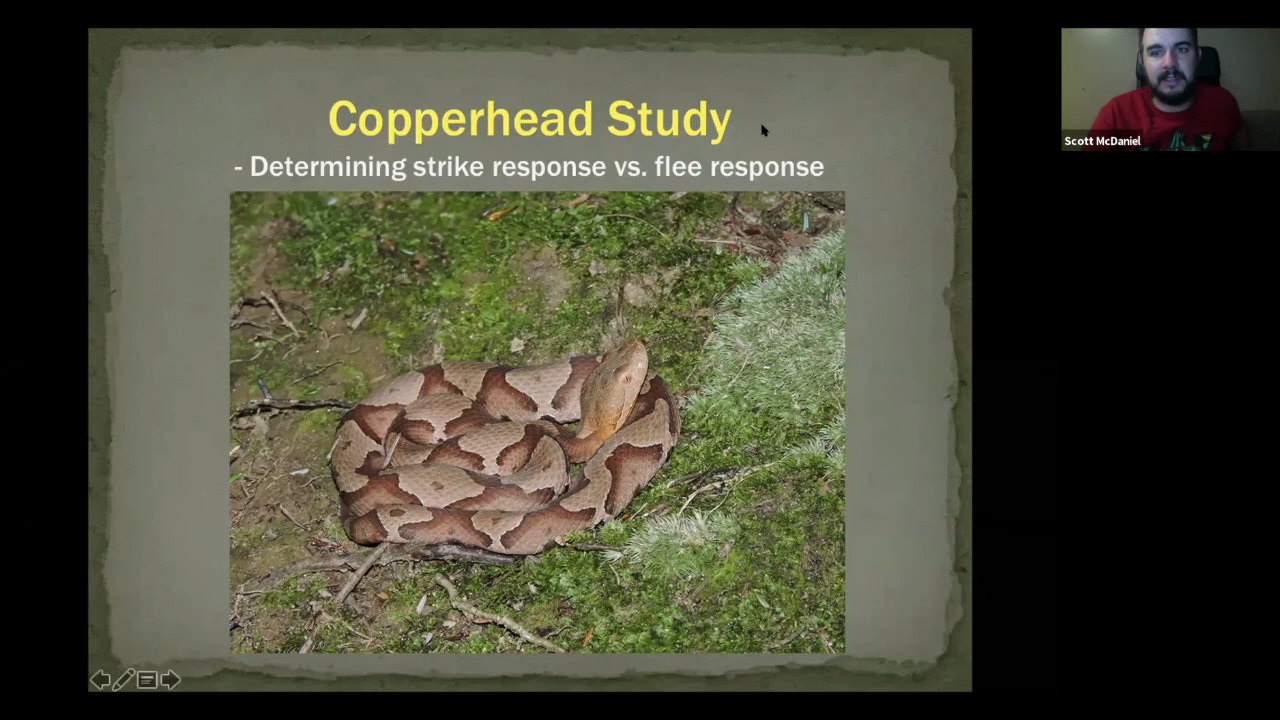 Copperhead Study
- Determining strike response vs. flee response
Scott McDaniel